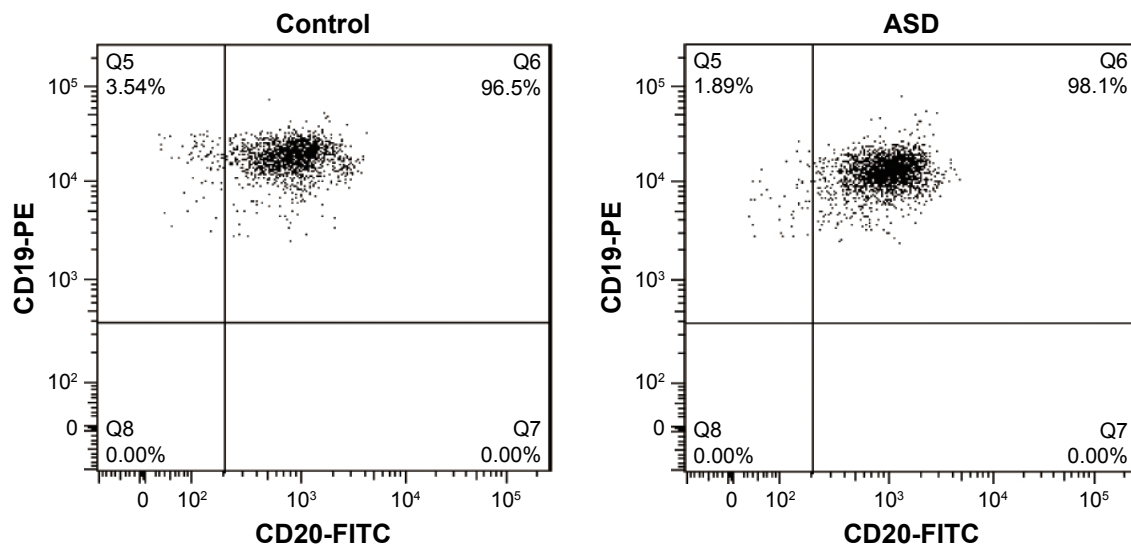 Control
Q5
3.54%
Q6
96.5%
10⁵
10⁴
10³
10²
0
Q8
0.00%
Q7
0.00%
0
10²
10³
10⁴
10⁵
CD19-PE
CD20-FITC
ASD
Q5
1.89%
Q6
98.1%
10⁵
10⁴
10³
10²
0
Q8
0.00%
Q7
0.00%
0
10²
10³
10⁴
10⁵
CD19-PE
CD20-FITC